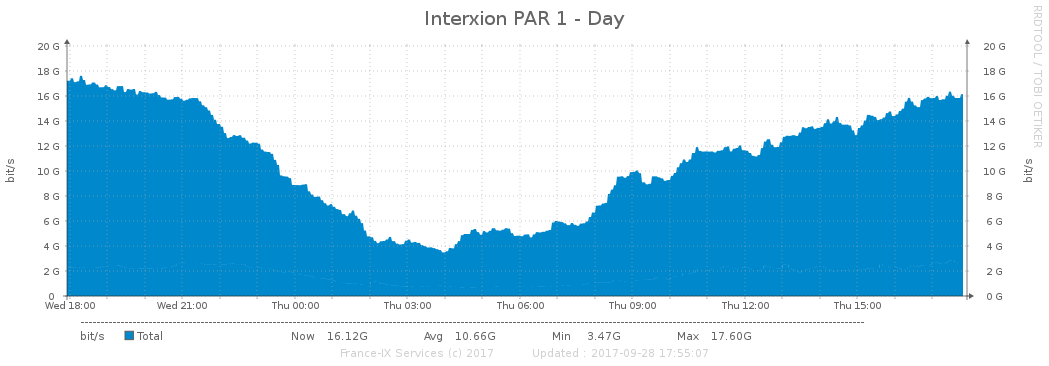 Interxion PAR 1 - Day
RRDTOOL / TOBI OETIKER
bit/s
20 G
18 G
16 G
14 G
12 G
10 G
8 G
6 G
4 G
2 G
0
20 G
18 G
16 G
14 G
12 G
10 G
8 G
6 G
4 G
2 G
0 G
bit/s
Wed 18:00 Wed 21:00 Thu 00:00 Thu 03:00 Thu 06:00 Thu 09:00 Thu 12:00 Thu 15:00
bit/s Total Now 16.12G Avg 10.66G Min 3.47G Max 17.60G
France-IX Services (c) 2017 Updated : 2017-09-28 17:55:07